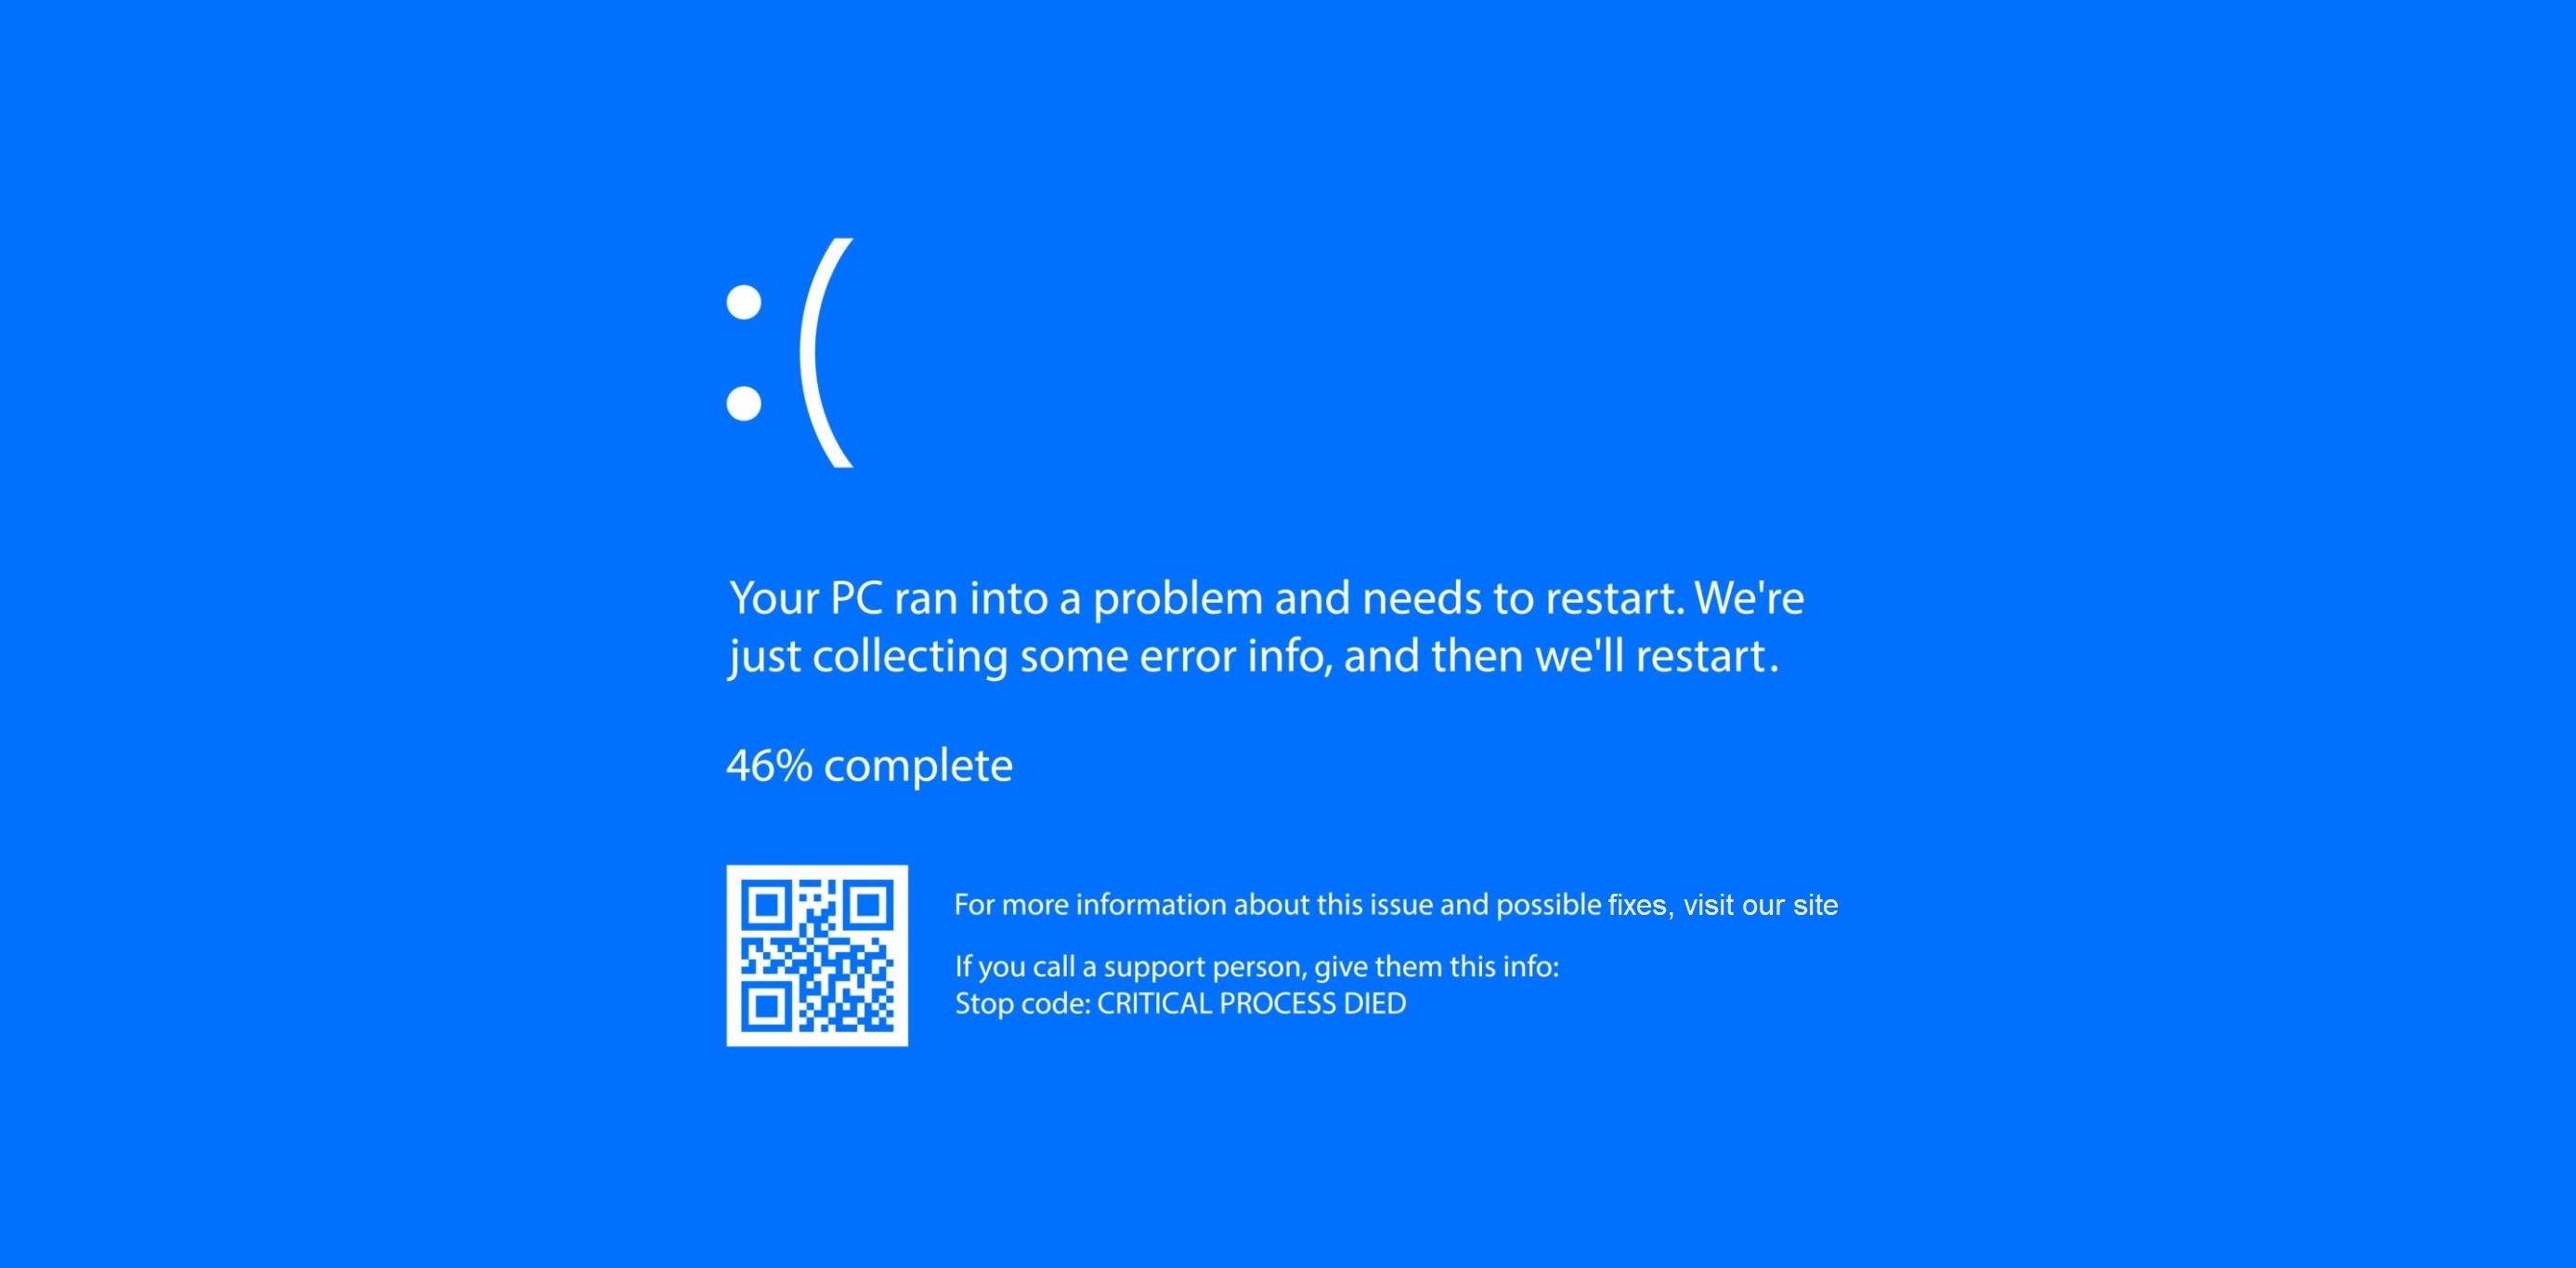 :(
Your PC ran into a problem and needs to restart. We're
just collecting some error info, and then we'll restart.
46% complete
For more information about this issue and possible fixes, visit our site
If you call a support person, give them this info:
Stop code: CRITICAL PROCESS DIED